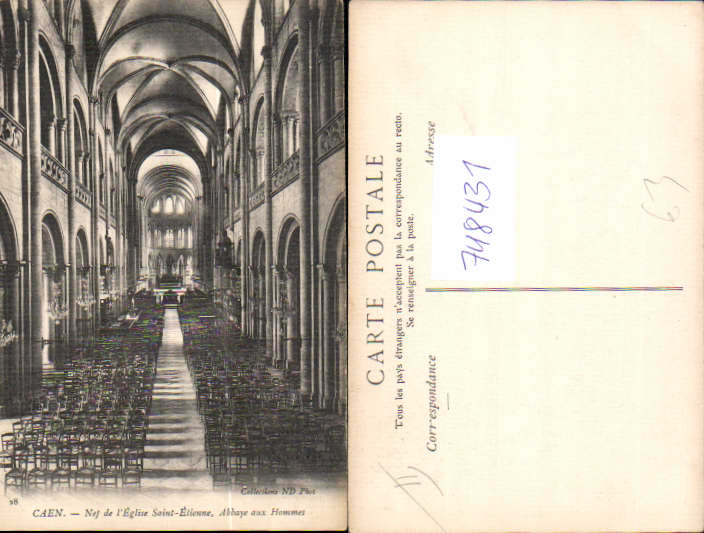 Collections ND Phot
28
CAEN. — Nef de l'Église Saint-Étienne, Abbaye aux Hommes
CARTE POSTALE
Tous les pays étrangers n'acceptent pas la correspondance au recto.
Se renseigner à la poste.
Correspondance
Adresse
748431
63